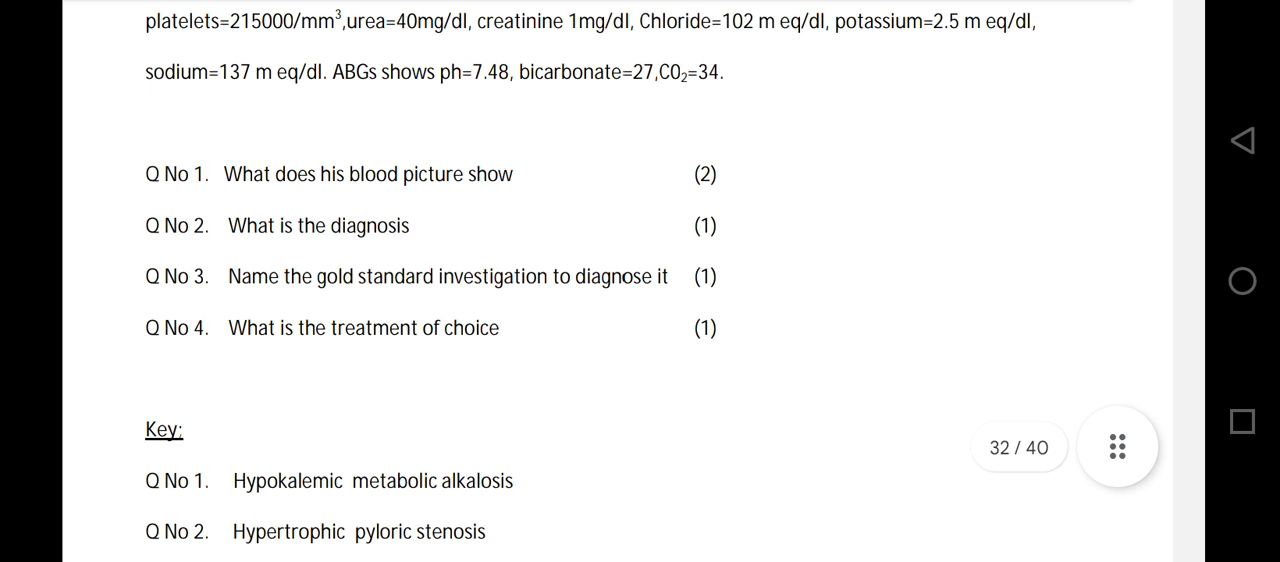 platelets=215000/mm³,urea=40mg/dl, creatinine 1mg/dl, Chloride=102 m eq/dl, potassium=2.5 m eq/dl,
sodium=137 m eq/dl. ABGs shows ph=7.48, bicarbonate=27,C0₂=34.
Q No 1. What does his blood picture show (2)
Q No 2. What is the diagnosis (1)
Q No 3. Name the gold standard investigation to diagnose it (1)
Q No 4. What is the treatment of choice (1)
Key:
32 / 40
Q No 1. Hypokalemic metabolic alkalosis
Q No 2. Hypertrophic pyloric stenosis